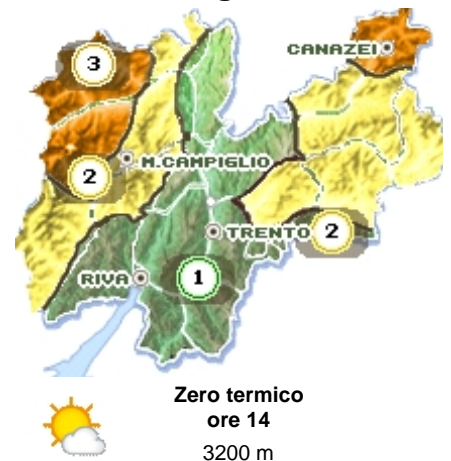 CANAZEI
3
M.CAMPIGLIO
2
TRENTO
2
RIVA
1
Zero termico
ore 14
3200 m